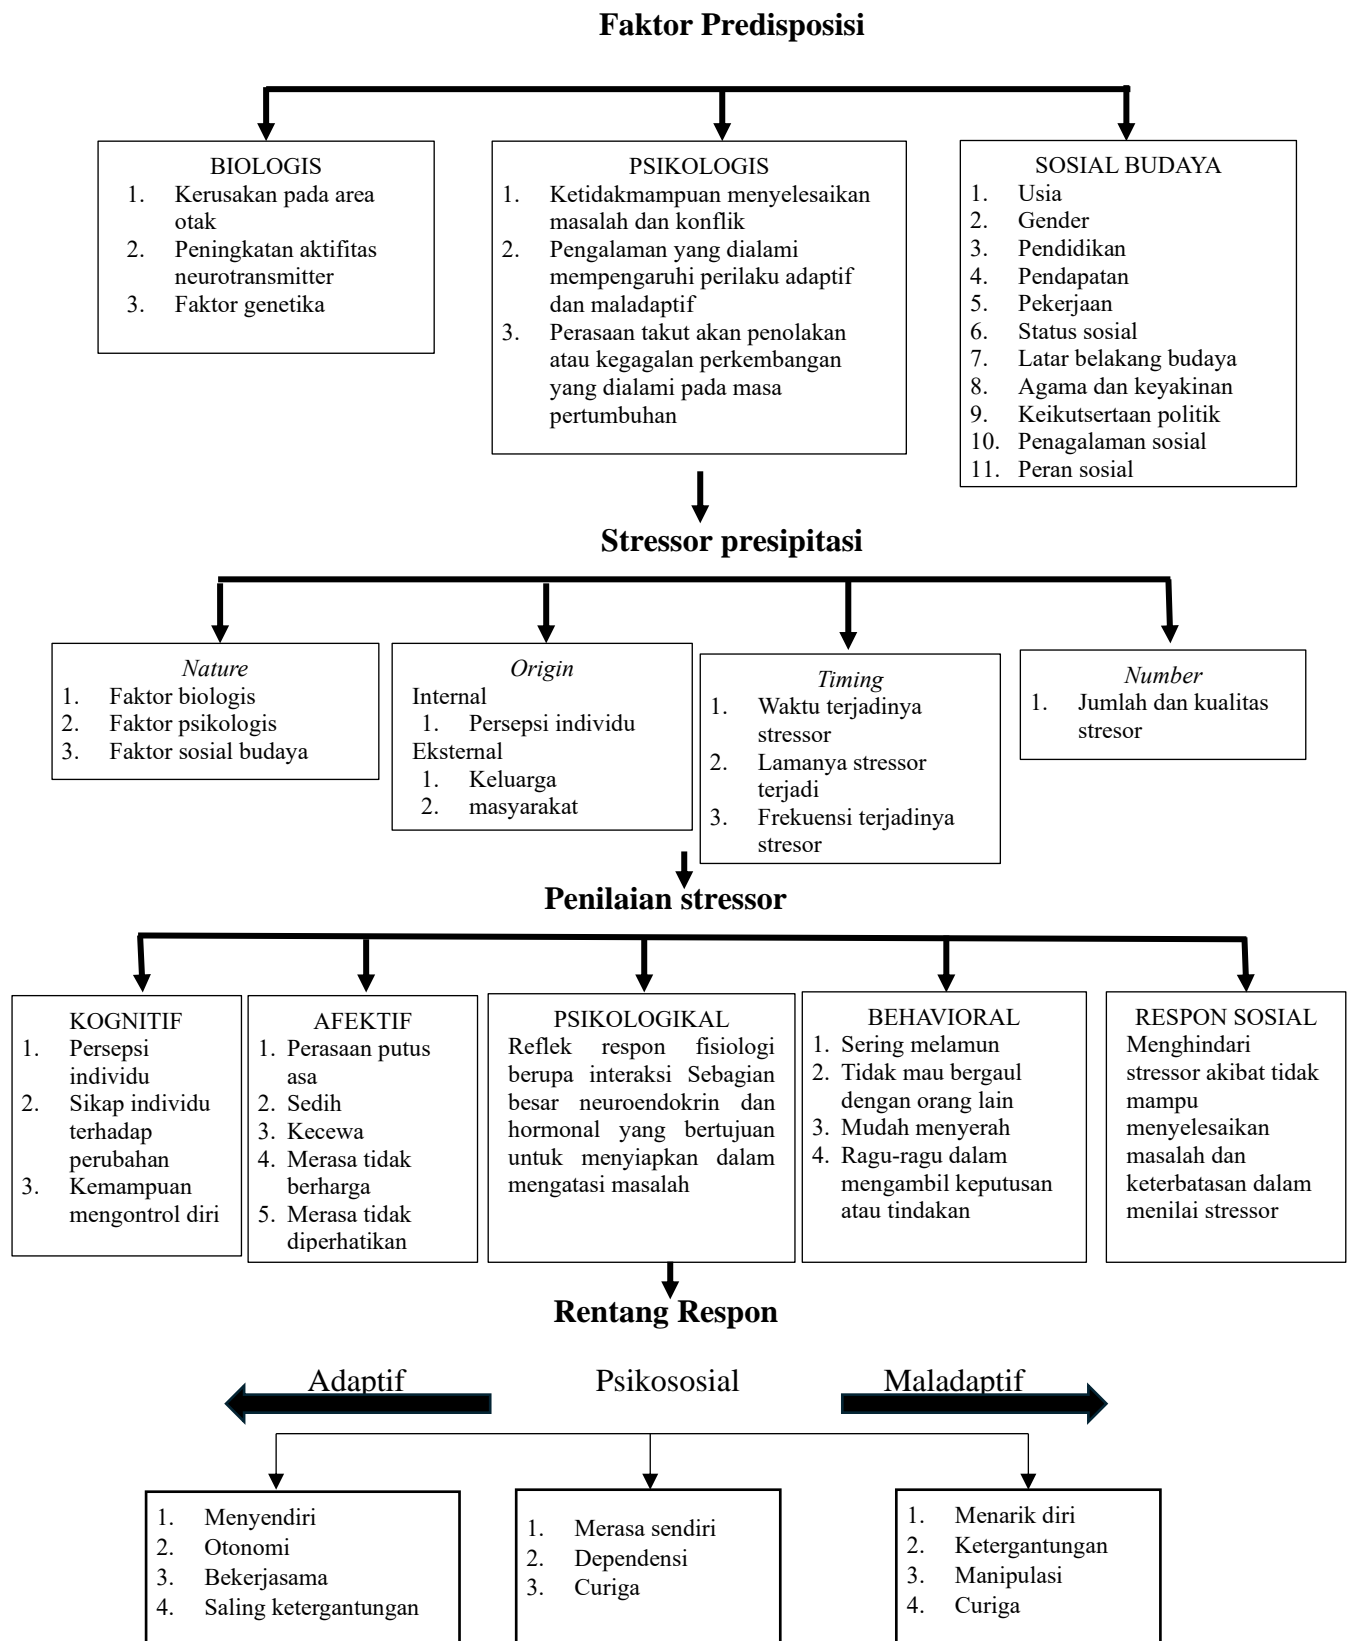 Faktor Predisposisi
BIOLOGIS
1. Kerusakan pada area
otak
2. Peningkatan aktifitas
neurotransmitter
3. Faktor genetika
PSIKOLOGIS
1. Ketidakmampuan menyelesaikan
masalah dan konflik
2. Pengalaman yang dialami
mempengaruhi perilaku adaptif
dan maladaptif
3. Perasaan takut akan penolakan
atau kegagalan perkembangan
yang dialami pada masa
pertumbuhan
SOSIAL BUDAYA
1. Usia
2. Gender
3. Pendidikan
4. Pendapatan
5. Pekerjaan
6. Status sosial
7. Latar belakang budaya
8. Agama dan keyakinan
9. Keikutsertaan politik
10. Penagalaman sosial
11. Peran sosial
Stressor presipitasi
Nature
1. Faktor biologis
2. Faktor psikologis
3. Faktor sosial budaya
Origin
Internal
1. Persepsi individu
Eksternal
1. Keluarga
2. masyarakat
Timing
1. Waktu terjadinya
stressor
2. Lamanya stressor
terjadi
3. Frekuensi terjadinya
stresor
Number
1. Jumlah dan kualitas
stresor
Penilaian stressor
KOGNITIF
1. Persepsi
individu
2. Sikap individu
terhadap
perubahan
3. Kemampuan
mengontrol diri
AFEKTIF
1. Perasaan putus
asa
2. Sedih
3. Kecewa
4. Merasa tidak
berharga
5. Merasa tidak
diperhatikan
PSIKOLOGIKAL
Reflek respon fisiologi
berupa interaksi Sebagian
besar neuroendokrin dan
hormonal yang bertujuan
untuk menyiapkan dalam
mengatasi masalah
BEHAVIORAL
1. Sering melamun
2. Tidak mau bergaul
dengan orang lain
3. Mudah menyerah
4. Ragu-ragu dalam
mengambil keputusan
atau tindakan
RESPON SOSIAL
Menghindari
stressor akibat tidak
mampu
menyelesaikan
masalah dan
keterbatasan dalam
menilai stressor
Rentang Respon
Adaptif Psikososial Maladaptif
1. Menyendiri
2. Otonomi
3. Bekerjasama
4. Saling ketergantungan
1. Merasa sendiri
2. Dependensi
3. Curiga
1. Menarik diri
2. Ketergantungan
3. Manipulasi
4. Curiga